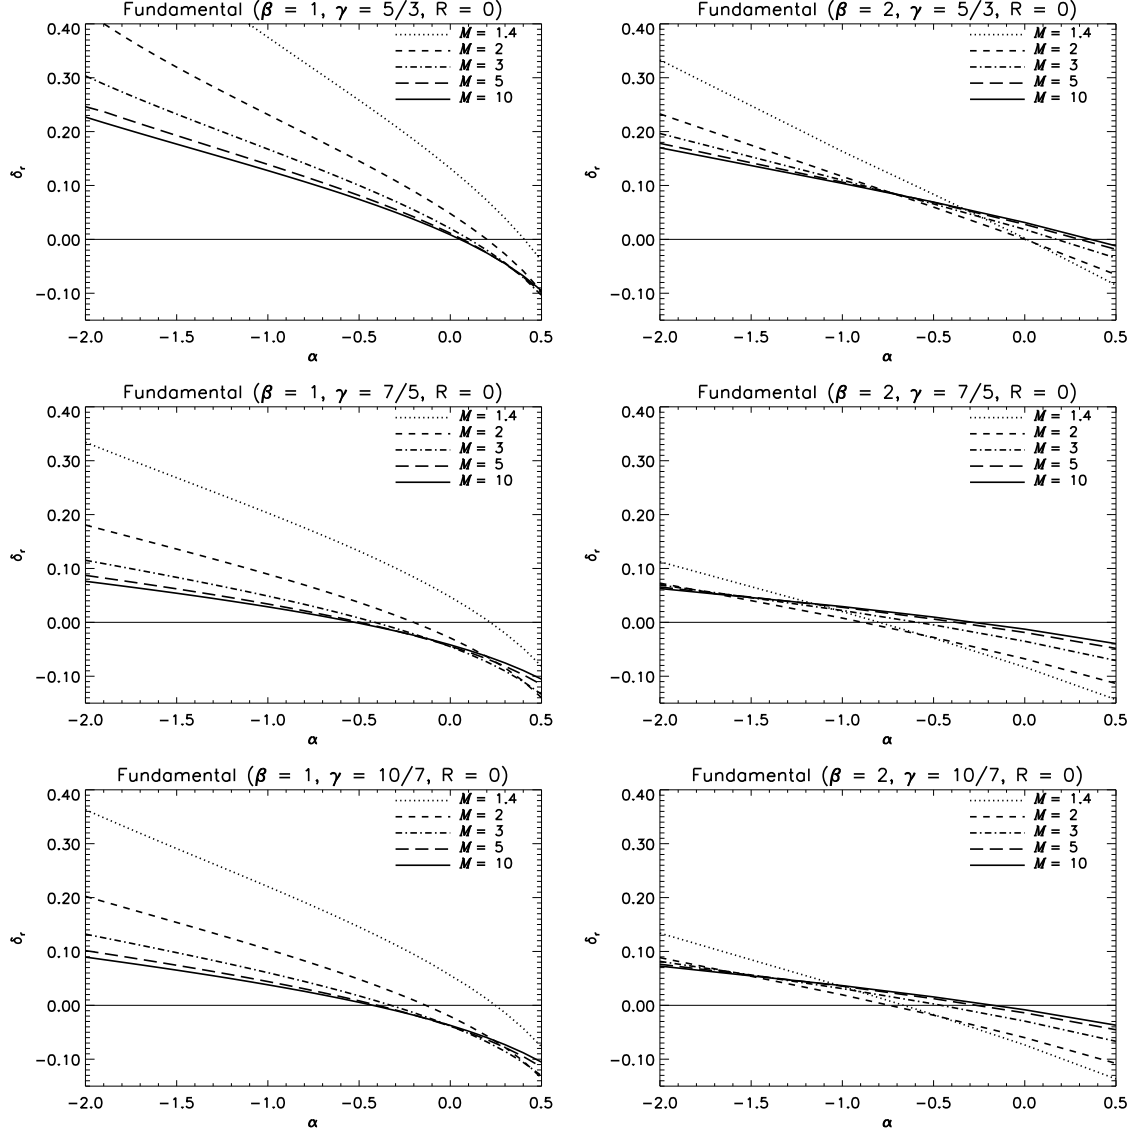 Fundamental (β = 1, γ = 5/3, R = 0)
0.40
0.30
0.20
0.10
0.00
−0.10
δr
M = 1.4
M = 2
M = 3
M = 5
M = 10
−2.0 −1.5 −1.0 −0.5 0.0 0.5
α
Fundamental (β = 2, γ = 5/3, R = 0)
0.40
0.30
0.20
0.10
0.00
−0.10
δr
M = 1.4
M = 2
M = 3
M = 5
M = 10
−2.0 −1.5 −1.0 −0.5 0.0 0.5
α
Fundamental (β = 1, γ = 7/5, R = 0)
0.40
0.30
0.20
0.10
0.00
−0.10
δr
M = 1.4
M = 2
M = 3
M = 5
M = 10
−2.0 −1.5 −1.0 −0.5 0.0 0.5
α
Fundamental (β = 2, γ = 7/5, R = 0)
0.40
0.30
0.20
0.10
0.00
−0.10
δr
M = 1.4
M = 2
M = 3
M = 5
M = 10
−2.0 −1.5 −1.0 −0.5 0.0 0.5
α
Fundamental (β = 1, γ = 10/7, R = 0)
0.40
0.30
0.20
0.10
0.00
−0.10
δr
M = 1.4
M = 2
M = 3
M = 5
M = 10
−2.0 −1.5 −1.0 −0.5 0.0 0.5
α
Fundamental (β = 2, γ = 10/7, R = 0)
0.40
0.30
0.20
0.10
0.00
−0.10
δr
M = 1.4
M = 2
M = 3
M = 5
M = 10
−2.0 −1.5 −1.0 −0.5 0.0 0.5
α